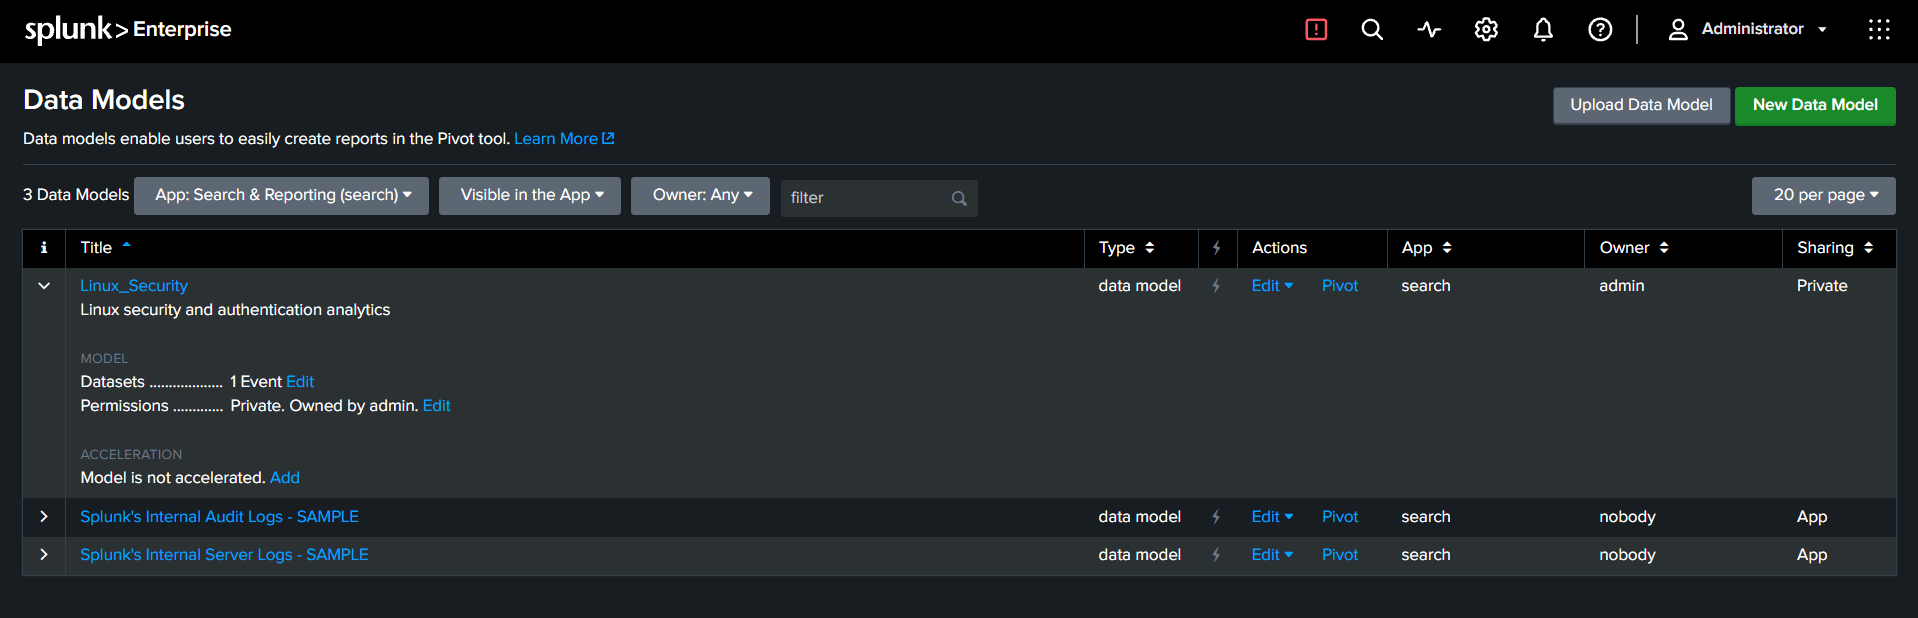 splunk> Enterprise
Administrator
Data Models
Upload Data Model
New Data Model
Data models enable users to easily create reports in the Pivot tool. Learn More
3 Data Models App: Search & Reporting (search) Visible in the App Owner: Any filter 20 per page
i Title Type Actions App Owner Sharing
Linux_Security data model Edit Pivot search admin Private
Linux security and authentication analytics
MODEL
Datasets ................... 1 Event Edit
Permissions ............. Private. Owned by admin. Edit
ACCELERATION
Model is not accelerated. Add
Splunk's Internal Audit Logs - SAMPLE data model Edit Pivot search nobody App
Splunk's Internal Server Logs - SAMPLE data model Edit Pivot search nobody App